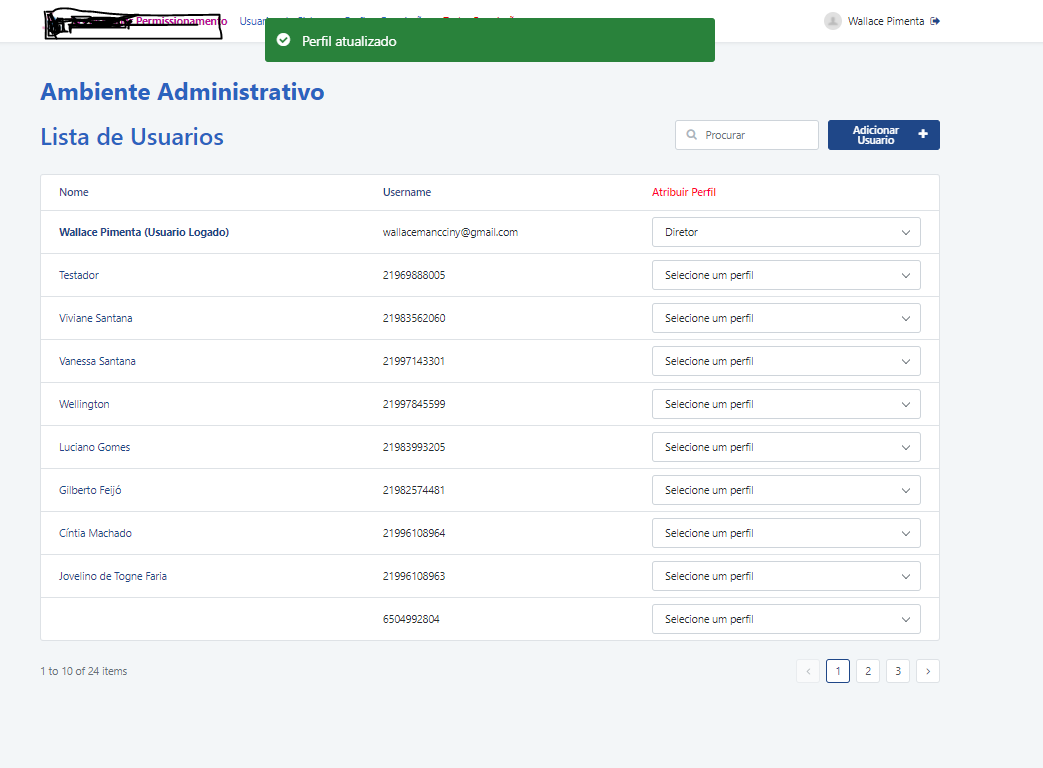 Permissionamento
Wallace Pimenta
Perfil atualizado
Ambiente Administrativo
Lista de Usuarios
Procurar
Adicionar
Usuario
Nome Username Atribuir Perfil
Wallace Pimenta (Usuario Logado) wallacemancciny@gmail.com Diretor
Testador 21969888005 Selecione um perfil
Viviane Santana 21983562060 Selecione um perfil
Vanessa Santana 21997143301 Selecione um perfil
Wellington 21997845599 Selecione um perfil
Luciano Gomes 21983993205 Selecione um perfil
Gilberto Feijó 21982574481 Selecione um perfil
Cíntia Machado 21996108964 Selecione um perfil
Jovelino de Togne Faria 21996108963 Selecione um perfil
6504992804 Selecione um perfil
1 to 10 of 24 items
1 2 3